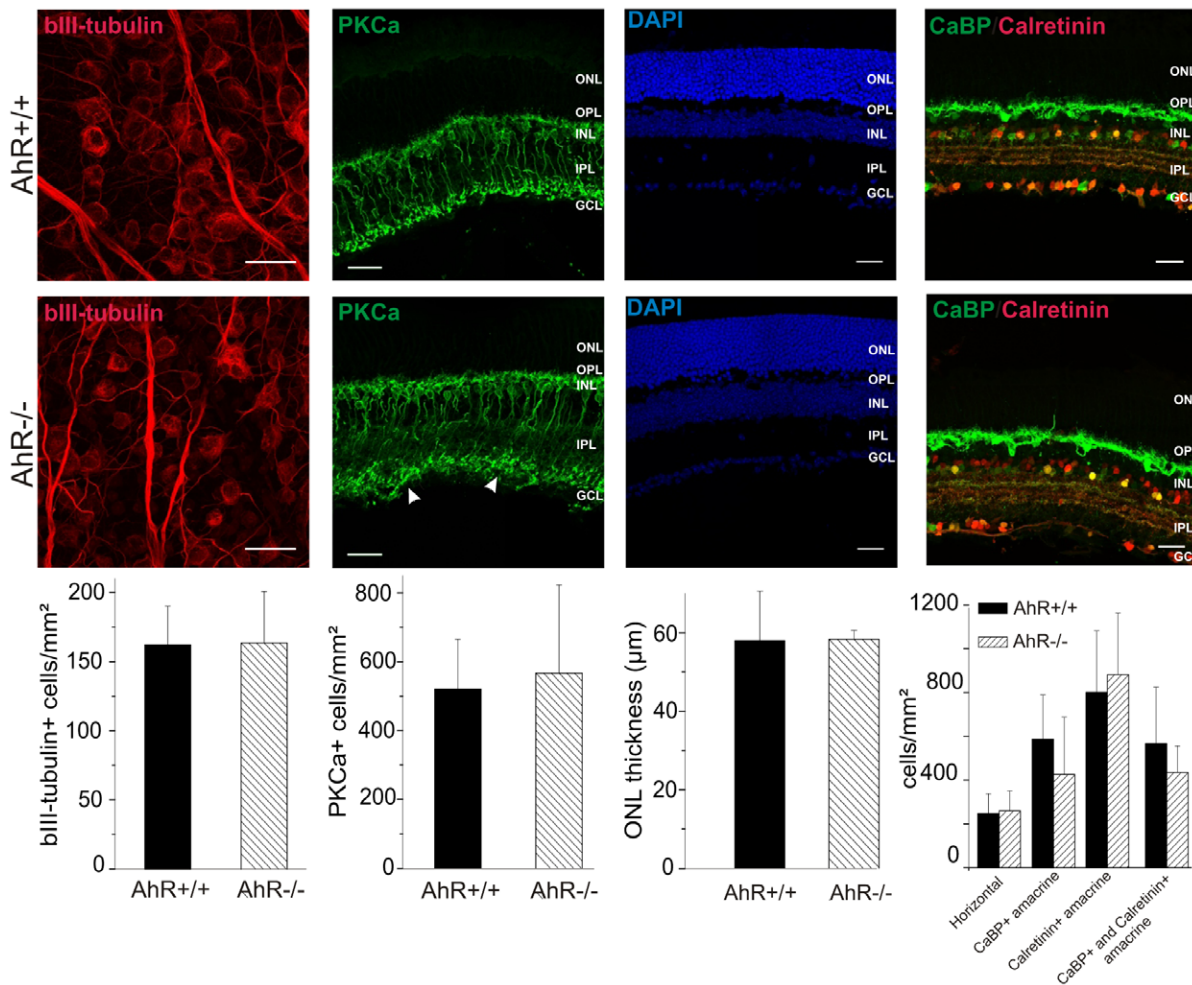 bIII-tubulin
PKCa
DAPI
CaBP/Calretinin
AhR+/+
ONL
OPL
INL
IPL
GCL
ONL
OPL
INL
IPL
GCL
ONL
OPL
INL
IPL
GCL
bIII-tubulin
PKCa
DAPI
CaBP/Calretinin
AhR-/-
ONL
OPL
INL
IPL
GCL
ONL
OPL
INL
IPL
GCL
ON
OP
INL
IPL
GC
bIII-tubulin+ cells/mm²
200
150
100
50
0
AhR+/+
AhR-/-
PKCa+ cells/mm²
800
600
400
200
0
AhR+/+
AhR-/-
ONL thickness (µm)
60
40
20
0
AhR+/+
AhR-/-
cells/mm²
1200
800
400
0
AhR+/+
AhR-/-
Horizontal
CaBP+ amacrine
Calretinin+ amacrine
CaBP+ and Calretinin+
amacrine